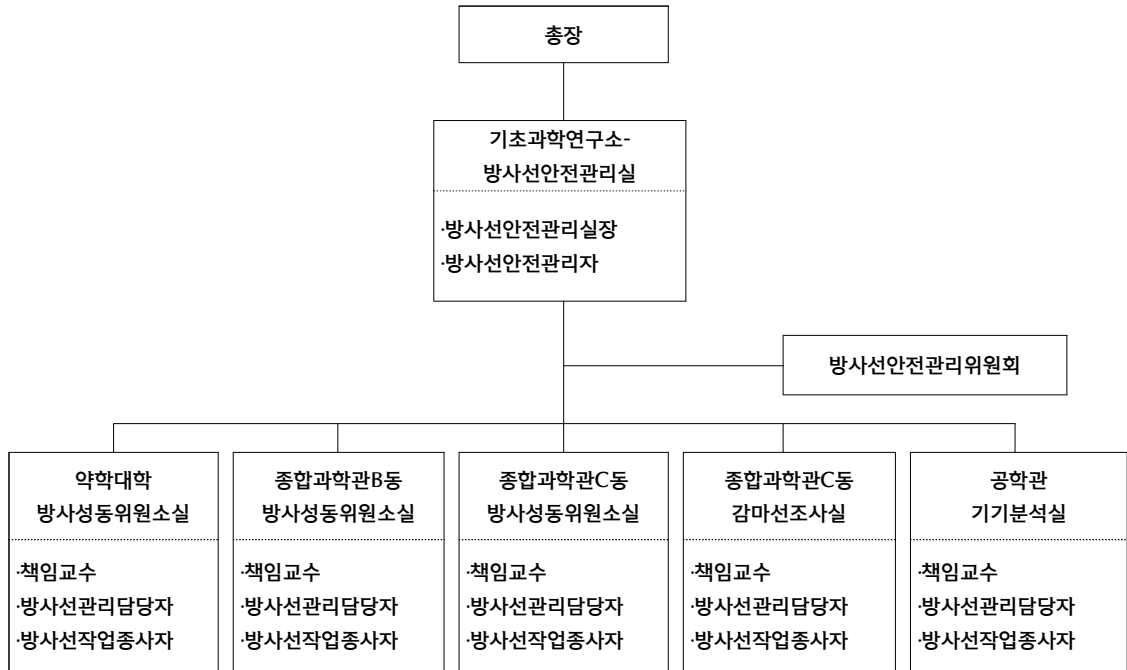 총장
기초과학연구소-
방사선안전관리실
·방사선안전관리실장
·방사선안전관리자
방사선안전관리위원회
약학대학
방사성동위원소실
·책임교수
·방사선관리담당자
·방사선작업종사자
종합과학관B동
방사성동위원소실
·책임교수
·방사선관리담당자
·방사선작업종사자
종합과학관C동
방사성동위원소실
·책임교수
·방사선관리담당자
·방사선작업종사자
종합과학관C동
감마선조사실
·책임교수
·방사선관리담당자
·방사선작업종사자
공학관
기기분석실
·책임교수
·방사선관리담당자
·방사선작업종사자